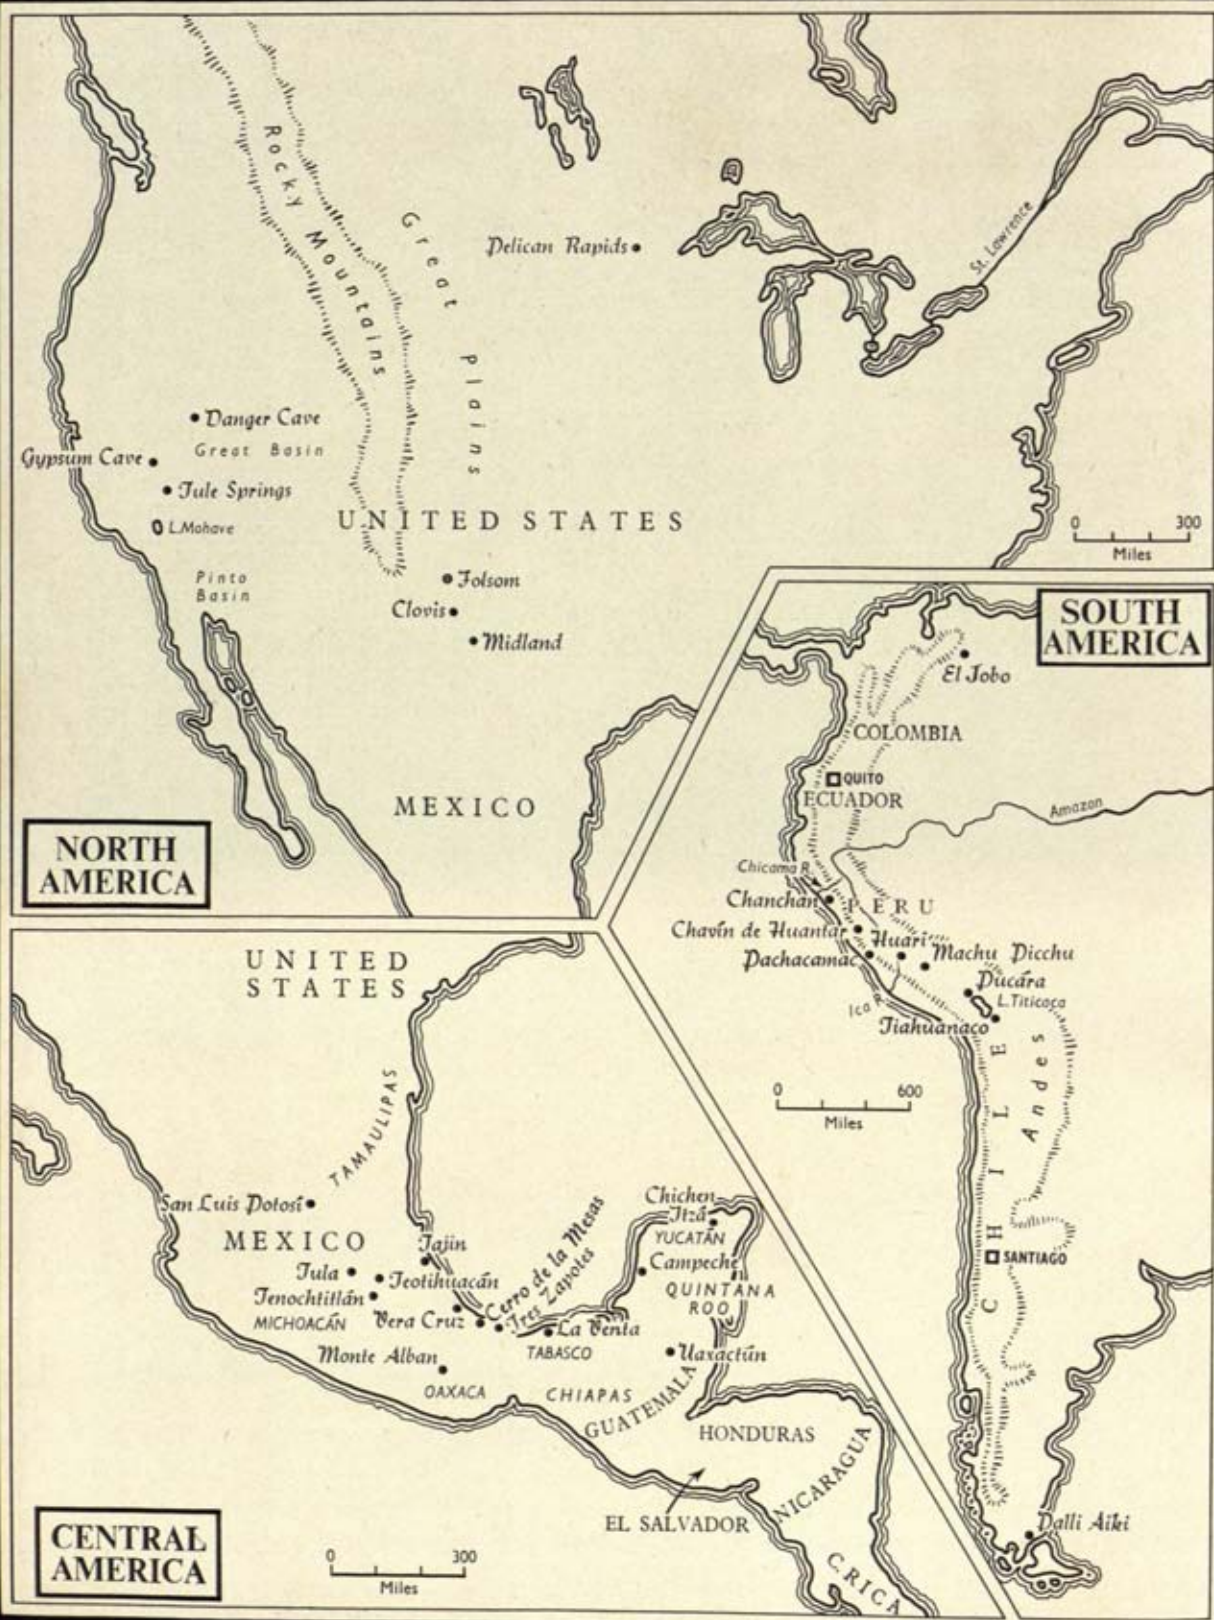 Rocky Mountains
Great Plains
Pelican Rapids
St. Lawrence
Danger Cave
Great Basin
Gypsum Cave
Tule Springs
L.Mohave
UNITED STATES
0 300
Miles
Pinto
Basin
Folsom
Clovis
Midland
MEXICO
NORTH
AMERICA
SOUTH
AMERICA
El Jobo
COLOMBIA
QUITO
ECUADOR
Amazon
Chicama R.
Chanchan
PERU
Chavín de Huantar
Huari
Machu Picchu
Pachacamac
Pucára
L.Titicaca
Ica R.
Tiahuanaco
CHILE
Andes
0 600
Miles
SANTIAGO
Palli Aiki
UNITED
STATES
TAMAULIPAS
San Luis Potosí
MEXICO
Tajin
Tula
Teotihuacán
Tenochtitlán
MICHOACÁN
Vera Cruz
Cerro de la Mesas
Tres Zapotes
La Venta
TABASCO
Chichen
Itzá
YUCATÁN
Campeche
QUINTANA
ROO
Uaxactún
Monte Alban
OAXACA
CHIAPAS
GUATEMALA
HONDURAS
EL SALVADOR
NICARAGUA
C.RICA
CENTRAL
AMERICA
0 300
Miles